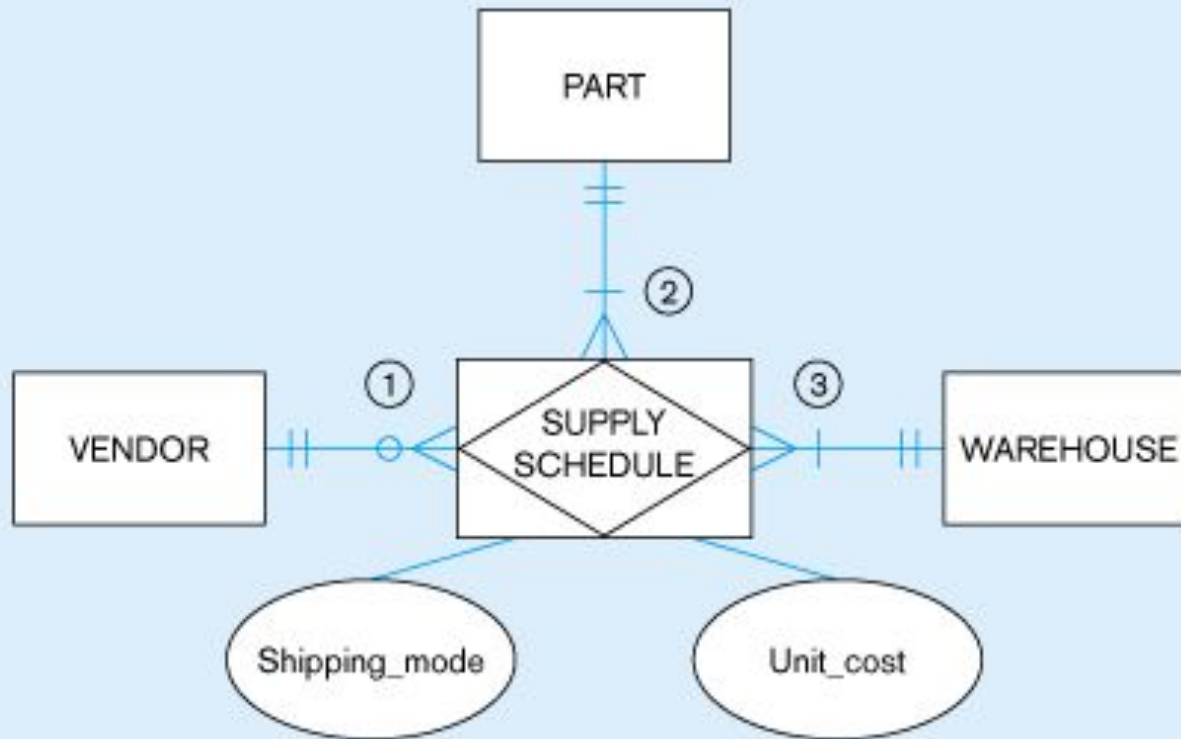 PART
2
1
3
VENDOR
SUPPLY
SCHEDULE
WAREHOUSE
Shipping_mode
Unit_cost